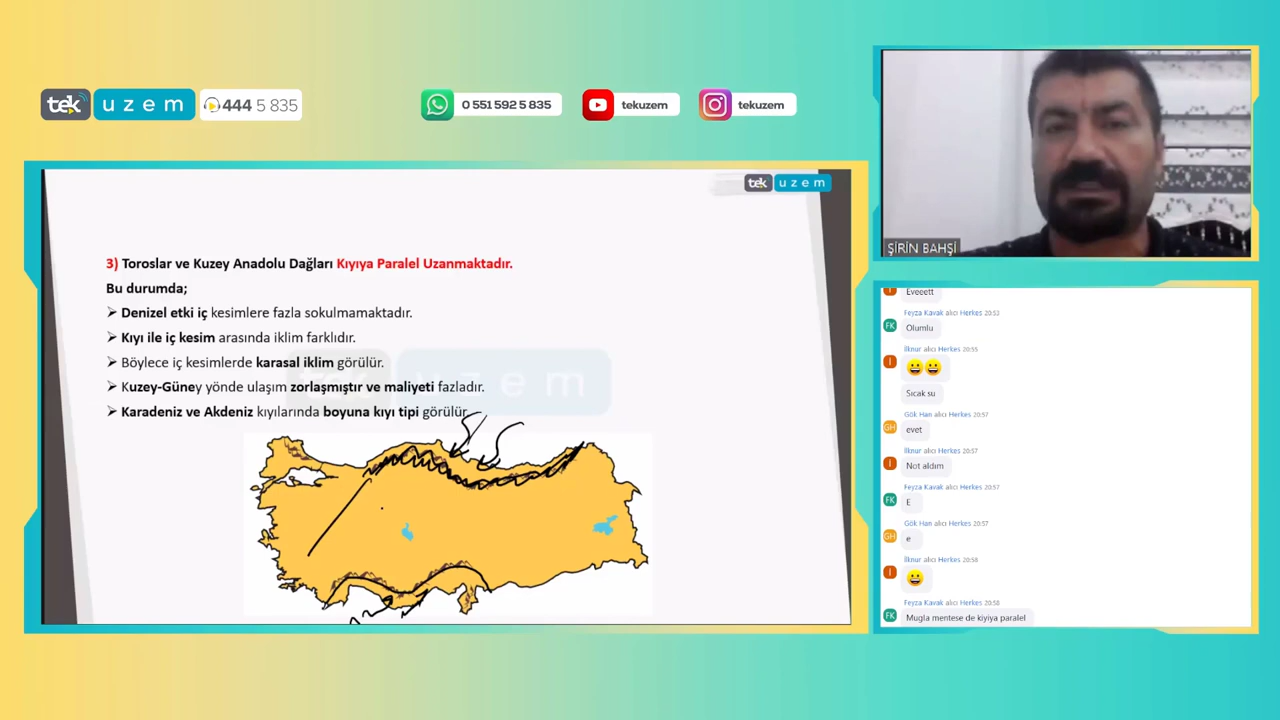 tek uzem 444 5 835
0 551 592 5 835
tekuzem
tekuzem
tek uzem
3) Toroslar ve Kuzey Anadolu Dağları Kıyıya Paralel Uzanmaktadır.
Bu durumda;
➢ Denizel etki iç kesimlere fazla sokulmamaktadır.
➢ Kıyı ile iç kesim arasında iklim farklıdır.
➢ Böylece iç kesimlerde karasal iklim görülür.
➢ Kuzey-Güney yönde ulaşım zorlaşmıştır ve maliyeti fazladır.
➢ Karadeniz ve Akdeniz kıyılarında boyuna kıyı tipi görülür.
uzem
ŞİRİN BAHŞİ
I
Eveeett
Feyza Kavak alıcı Herkes 20:53
FK
Olumlu
İlknur alıcı Herkes 20:55
I
😀😀
Sıcak su
Gök Han alıcı Herkes 20:57
GH
evet
İlknur alıcı Herkes 20:57
I
Not aldım
Feyza Kavak alıcı Herkes 20:57
FK
E
Gök Han alıcı Herkes 20:57
GH
e
İlknur alıcı Herkes 20:58
I
😀
Feyza Kavak alıcı Herkes 20:58
FK
Mugla mentese de kiyiya paralel